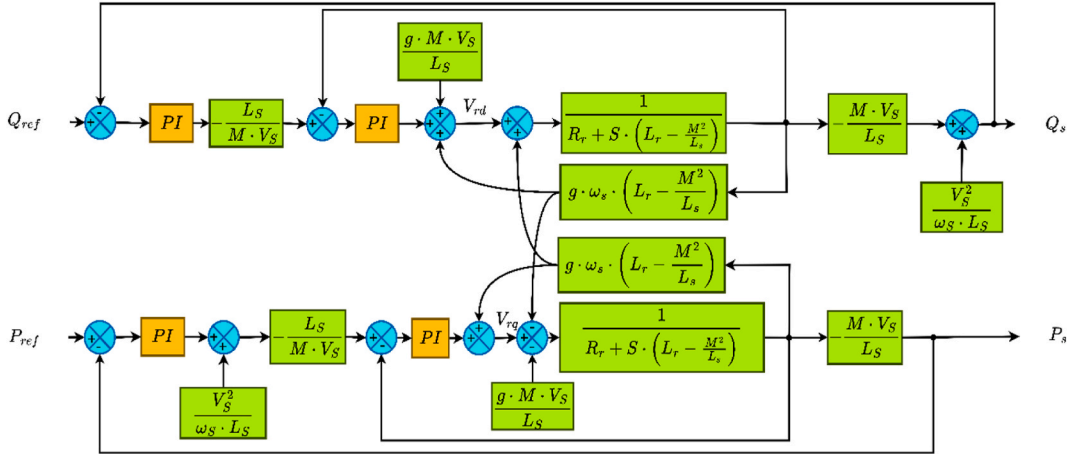 g · M · V_S / L_S
Q_ref
PI
-L_S / M · V_S
PI
V_rd
1 / R_r + S · (L_r − M² / L_s)
-M · V_S / L_S
Q_s
g · ω_s · (L_r − M² / L_s)
V_S² / ω_S · L_S
g · ω_s · (L_r − M² / L_s)
P_ref
PI
-L_S / M · V_S
PI
V_rq
1 / R_r + S · (L_r − M² / L_s)
-M · V_S / L_S
P_s
V_S² / ω_S · L_S
g · M · V_S / L_S